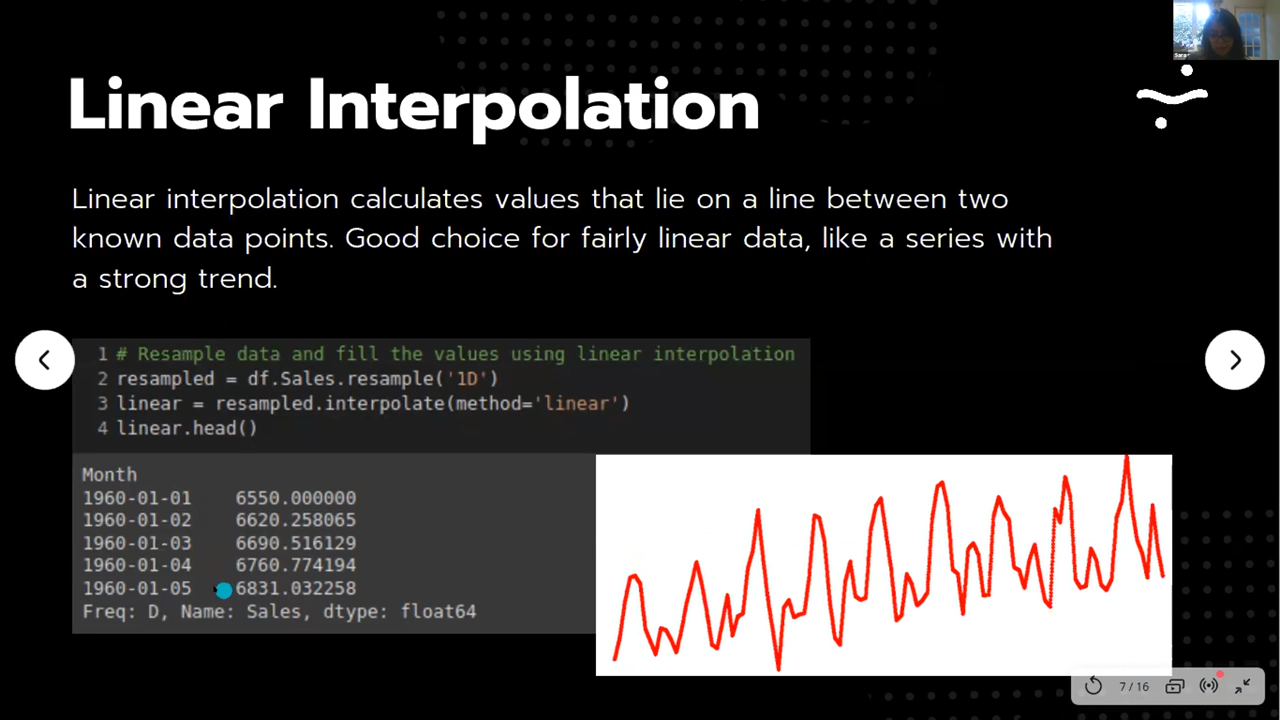 Linear Interpolation
Linear interpolation calculates values that lie on a line between two
known data points. Good choice for fairly linear data, like a series with
a strong trend.
1 # Resample data and fill the values using linear interpolation
2 resampled = df.Sales.resample('1D')
3 linear = resampled.interpolate(method='linear')
4 linear.head()
Month
1960-01-01 6550.000000
1960-01-02 6620.258065
1960-01-03 6690.516129
1960-01-04 6760.774194
1960-01-05 6831.032258
Freq: D, Name: Sales, dtype: float64
7 / 16